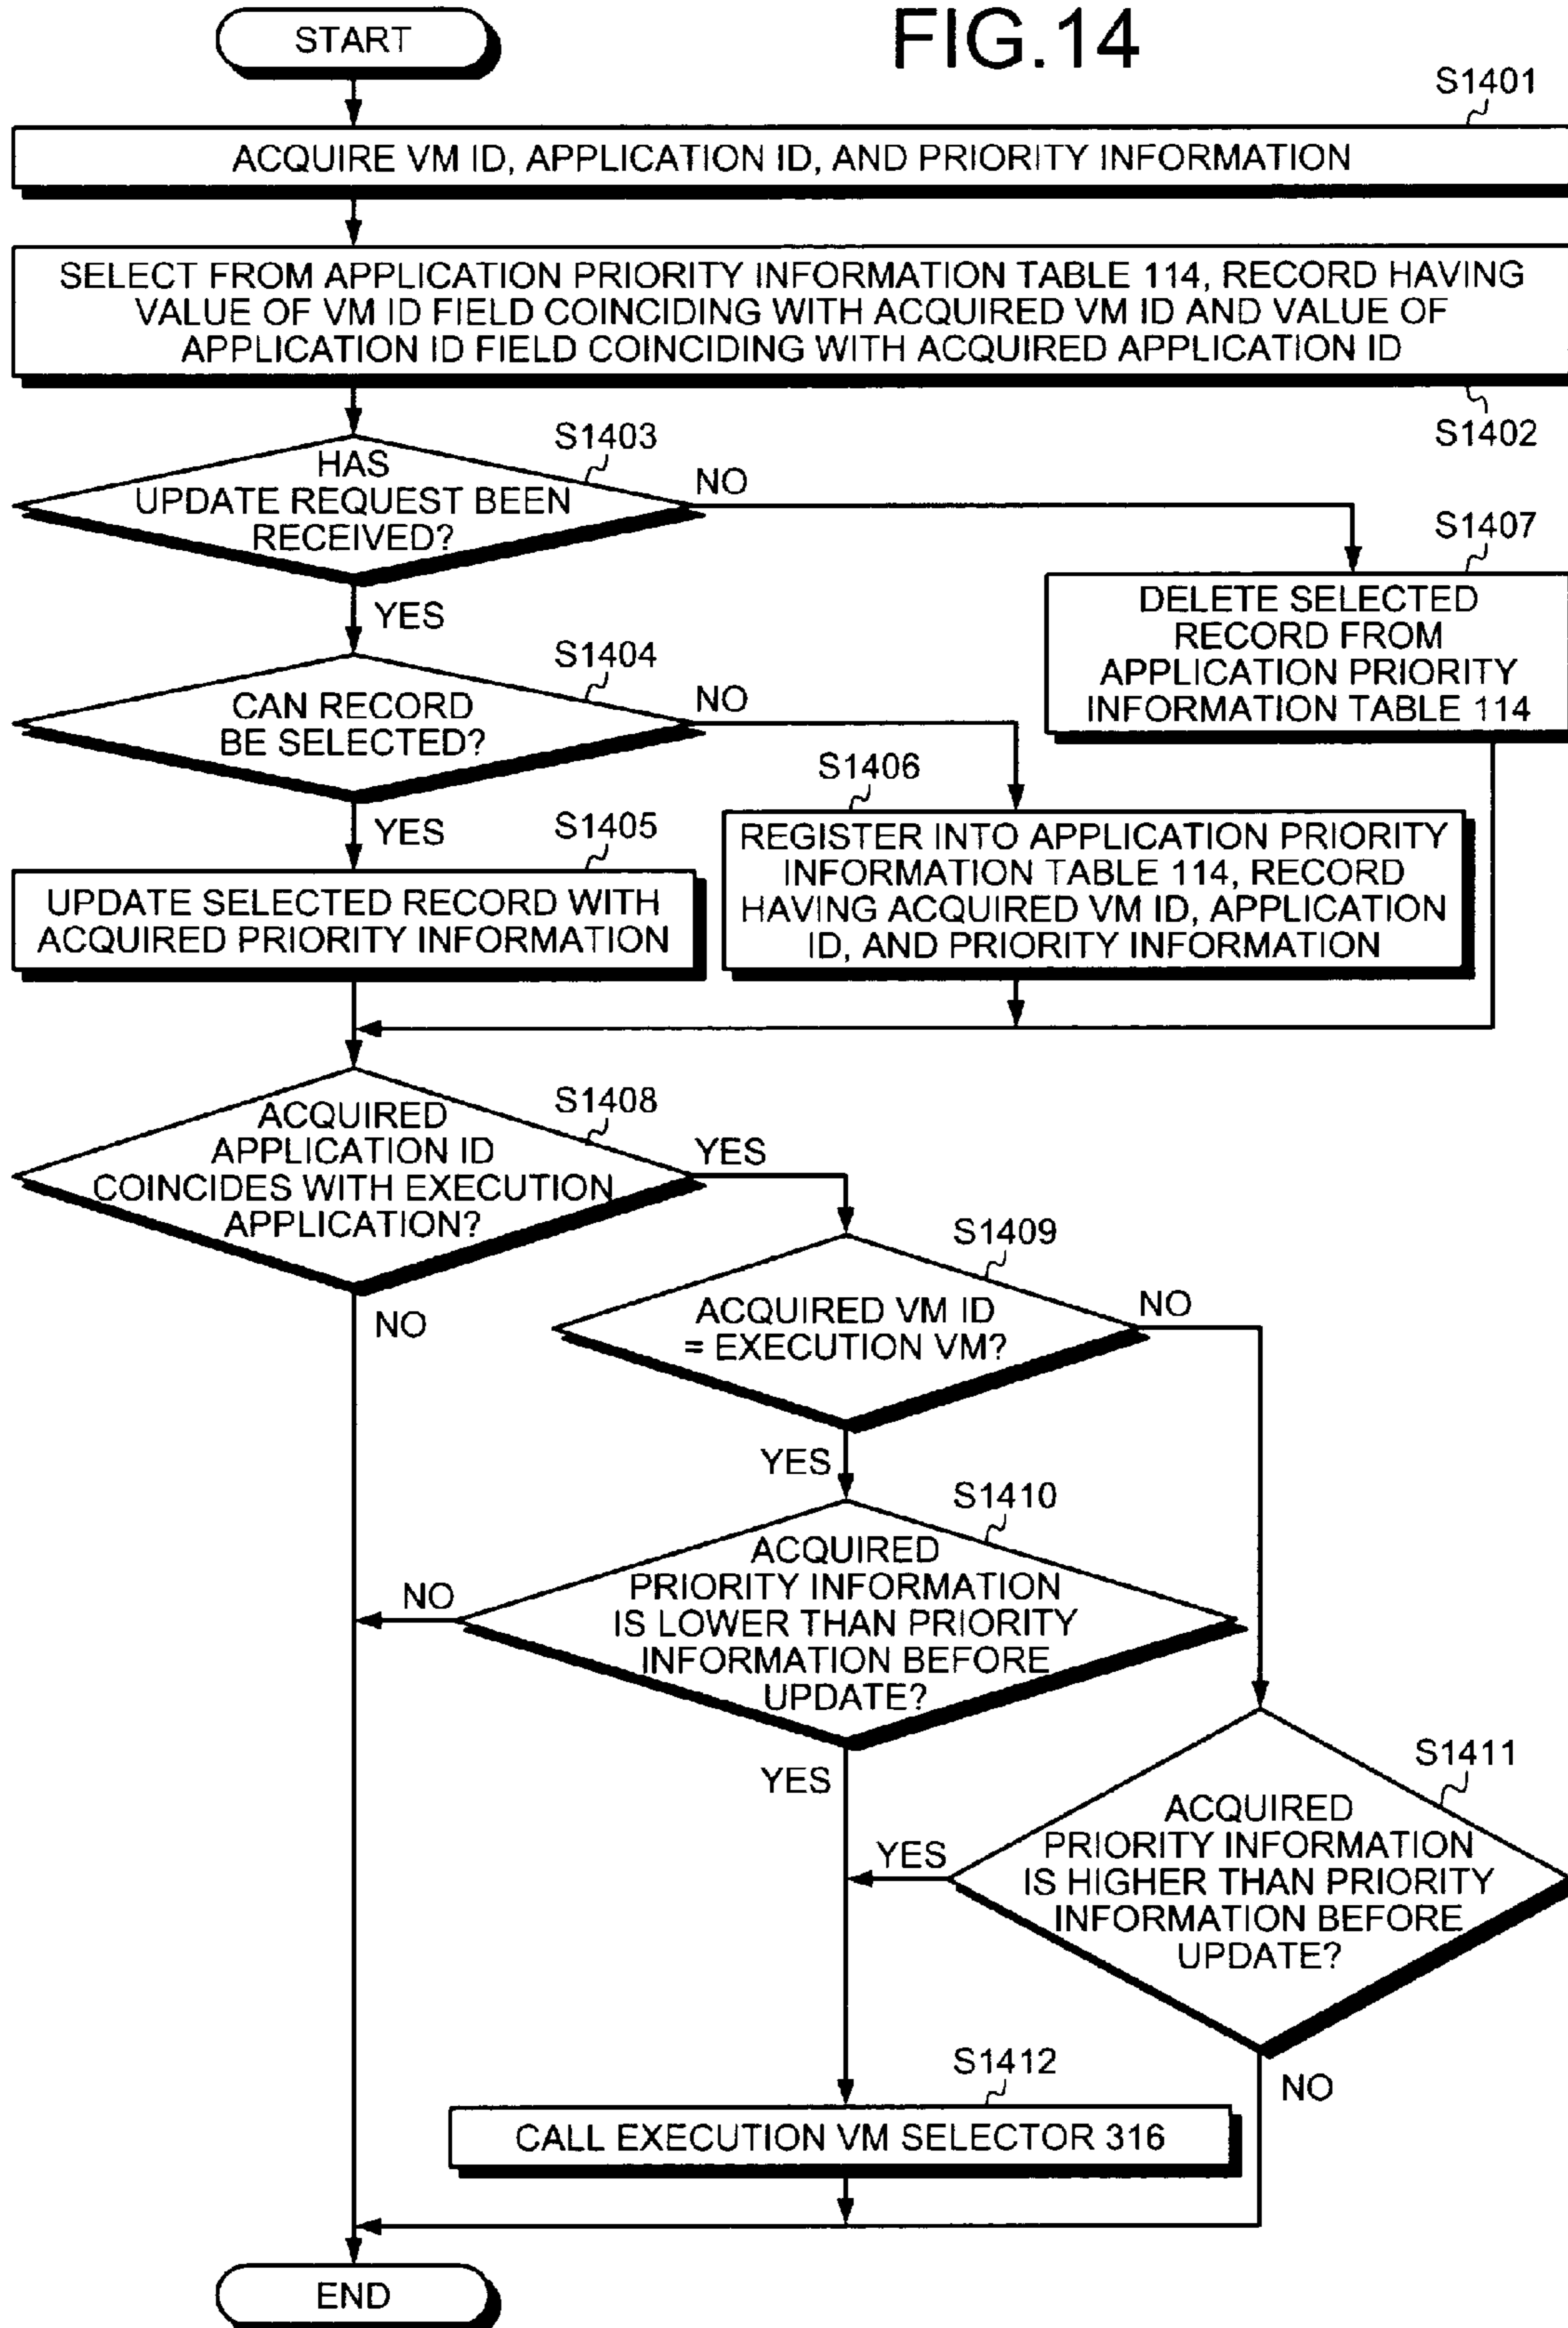 FIG.14
START
S1401
ACQUIRE VM ID, APPLICATION ID, AND PRIORITY INFORMATION
SELECT FROM APPLICATION PRIORITY INFORMATION TABLE 114, RECORD HAVING
VALUE OF VM ID FIELD COINCIDING WITH ACQUIRED VM ID AND VALUE OF
APPLICATION ID FIELD COINCIDING WITH ACQUIRED APPLICATION ID
S1402
S1403
HAS
UPDATE REQUEST BEEN
RECEIVED?
NO
YES
S1407
DELETE SELECTED
RECORD FROM
APPLICATION PRIORITY
INFORMATION TABLE 114
S1404
CAN RECORD
BE SELECTED?
NO
YES
S1406
REGISTER INTO APPLICATION PRIORITY
INFORMATION TABLE 114, RECORD
HAVING ACQUIRED VM ID, APPLICATION
ID, AND PRIORITY INFORMATION
S1405
UPDATE SELECTED RECORD WITH
ACQUIRED PRIORITY INFORMATION
S1408
ACQUIRED
APPLICATION ID
COINCIDES WITH EXECUTION
APPLICATION?
YES
NO
S1409
ACQUIRED VM ID
= EXECUTION VM?
NO
YES
S1410
ACQUIRED
PRIORITY INFORMATION
IS LOWER THAN PRIORITY
INFORMATION BEFORE
UPDATE?
NO
YES
S1411
ACQUIRED
PRIORITY INFORMATION
IS HIGHER THAN PRIORITY
INFORMATION BEFORE
UPDATE?
YES
NO
S1412
CALL EXECUTION VM SELECTOR 316
END